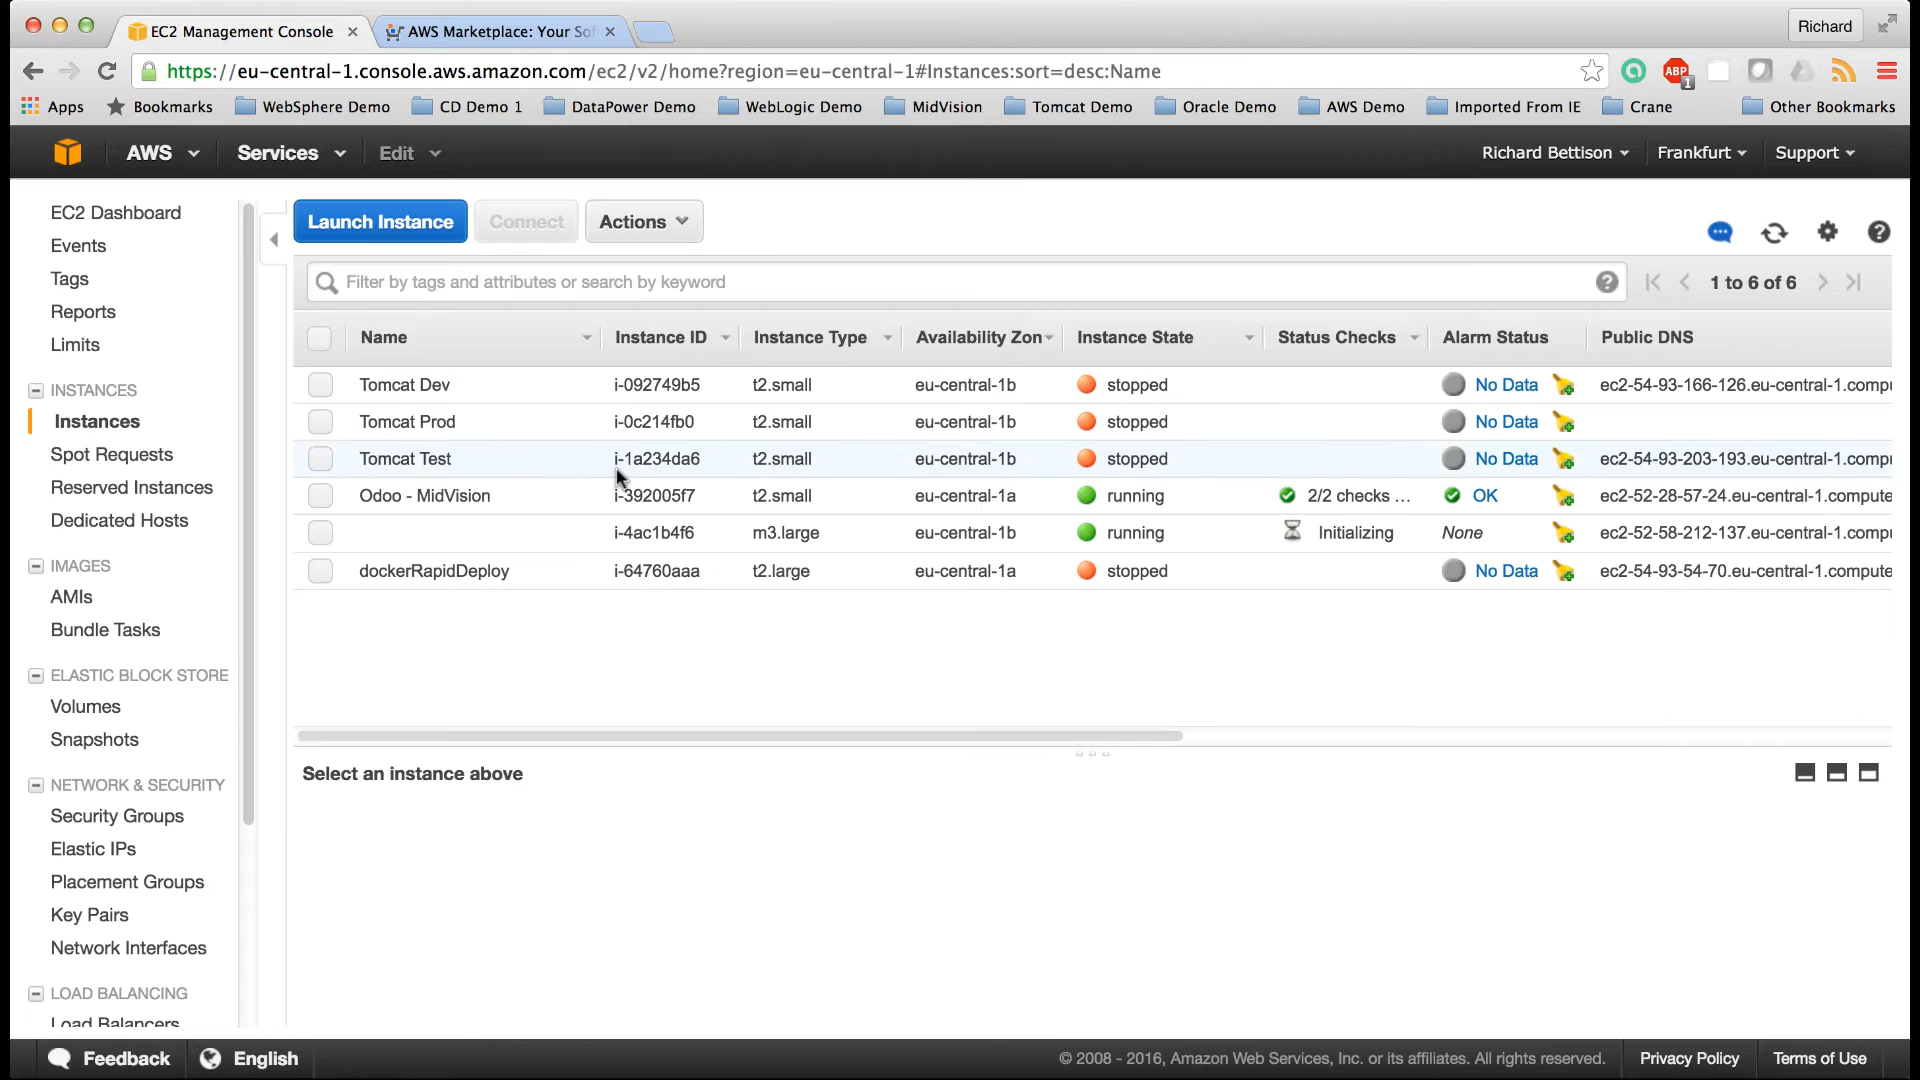 EC2 Management Console
AWS Marketplace: Your Sof
Richard
https://eu-central-1.console.aws.amazon.com/ec2/v2/home?region=eu-central-1#Instances:sort=desc:Name
ABP
1
Apps
Bookmarks
WebSphere Demo
CD Demo 1
DataPower Demo
WebLogic Demo
MidVision
Tomcat Demo
Oracle Demo
AWS Demo
Imported From IE
Crane
Other Bookmarks
AWS
Services
Edit
Richard Bettison
Frankfurt
Support
EC2 Dashboard
Events
Tags
Reports
Limits
INSTANCES
Instances
Spot Requests
Reserved Instances
Dedicated Hosts
IMAGES
AMIs
Bundle Tasks
ELASTIC BLOCK STORE
Volumes
Snapshots
NETWORK & SECURITY
Security Groups
Elastic IPs
Placement Groups
Key Pairs
Network Interfaces
LOAD BALANCING
Load Balancers
Launch Instance
Connect
Actions
Filter by tags and attributes or search by keyword
1 to 6 of 6
Name Instance ID Instance Type Availability Zon Instance State Status Checks Alarm Status Public DNS
Tomcat Dev i-092749b5 t2.small eu-central-1b stopped No Data ec2-54-93-166-126.eu-central-1.compu
Tomcat Prod i-0c214fb0 t2.small eu-central-1b stopped No Data
Tomcat Test i-1a234da6 t2.small eu-central-1b stopped No Data ec2-54-93-203-193.eu-central-1.compu
Odoo - MidVision i-392005f7 t2.small eu-central-1a running 2/2 checks ... OK ec2-52-28-57-24.eu-central-1.compute
i-4ac1b4f6 m3.large eu-central-1b running Initializing None ec2-52-58-212-137.eu-central-1.compu
dockerRapidDeploy i-64760aaa t2.large eu-central-1a stopped No Data ec2-54-93-54-70.eu-central-1.compute
Select an instance above
Feedback
English
© 2008 - 2016, Amazon Web Services, Inc. or its affiliates. All rights reserved.
Privacy Policy
Terms of Use